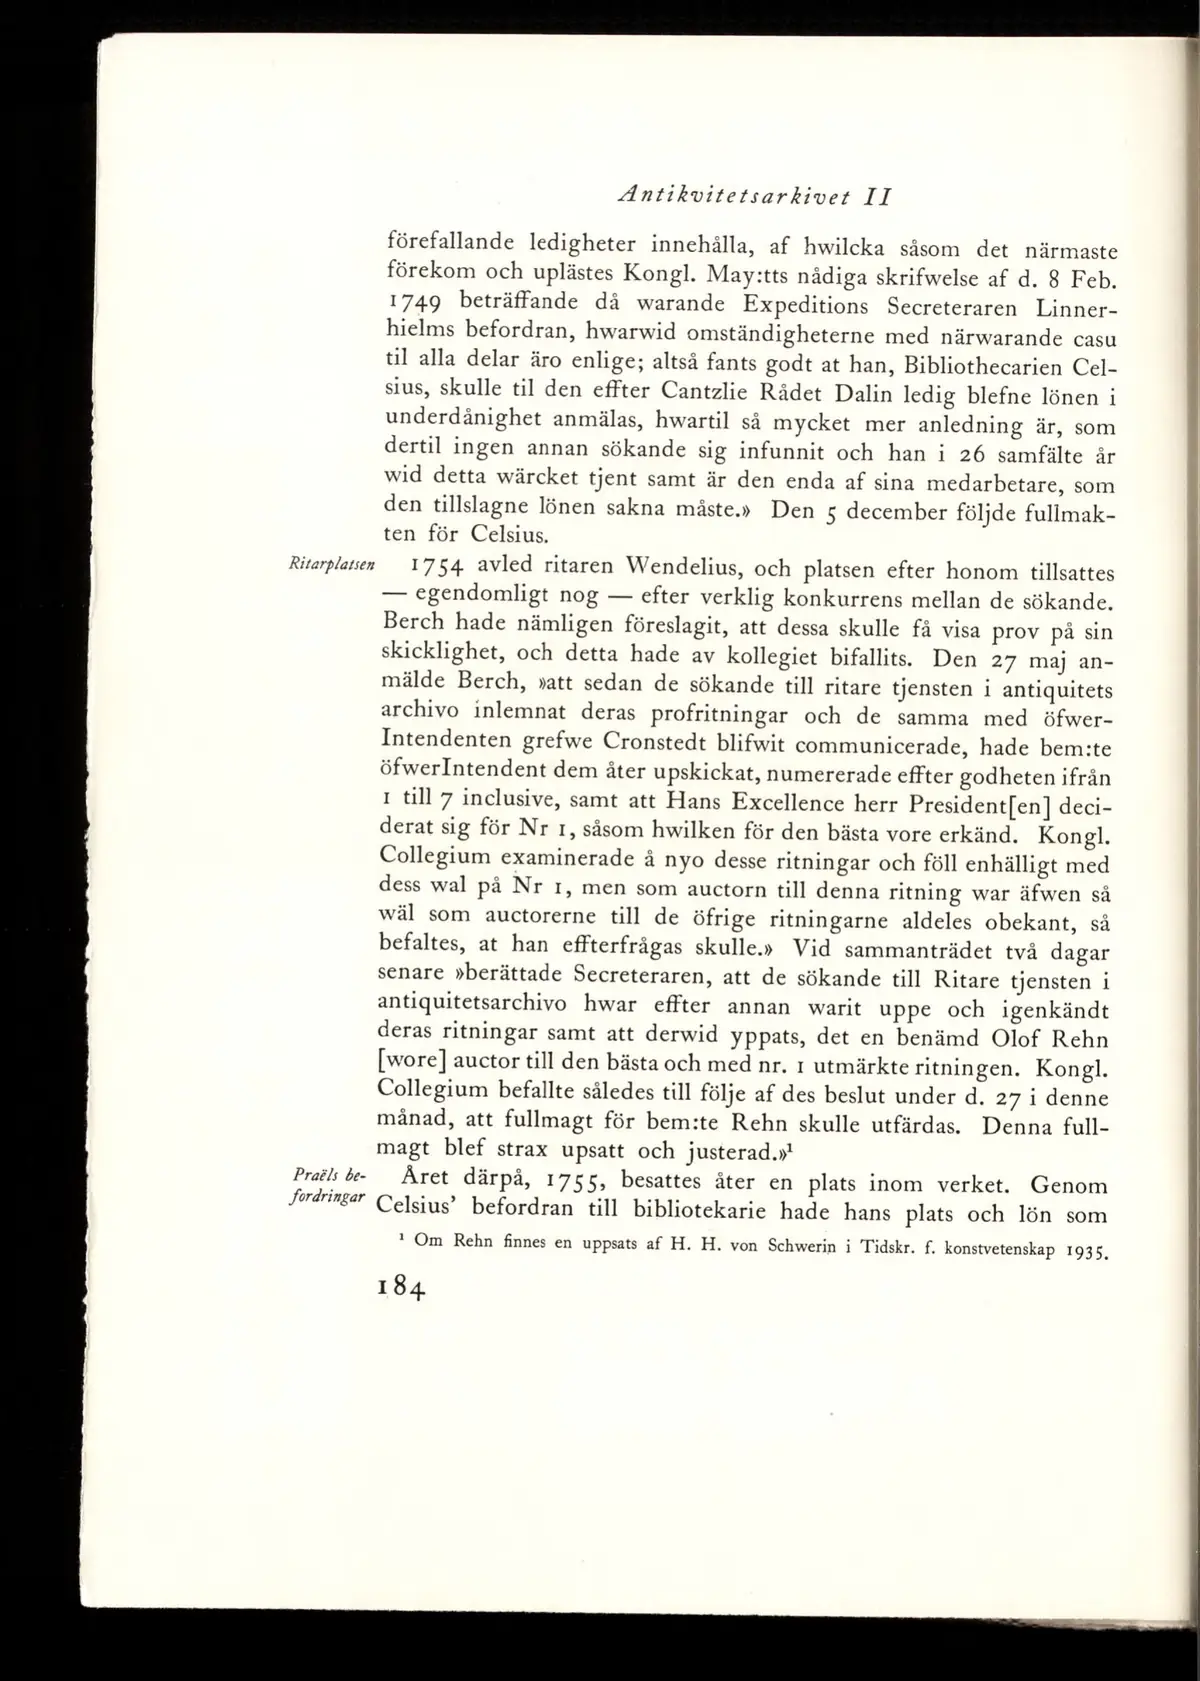 Antikvitetsarkivet II
förefallande ledigheter innehålla, af hwilcka såsom det närmaste
förekom och uplästes Kongl. May:tts nådiga skrifwelse af d. 8 Feb.
1749 beträffande då warande Expeditions Secreteraren Linner-
hielms befordran, hwarwid omständigheterne med närwarande casu
til alla delar äro enlige; altså fants godt at han, Bibliothecarien Cel-
sius, skulle til den effter Cantzlie Rådet Dalin ledig blefne lönen i
underdånighet anmälas, hwartil så mycket mer anledning är, som
dertil ingen annan sökande sig infunnit och han i 26 samfälte år
wid detta wärcket tjent samt är den enda af sina medarbetare, som
den tillslagne lönen sakna måste.» Den 5 december följde fullmak-
ten för Celsius.
Ritarplatsen 1754 avled ritaren Wendelius, och platsen efter honom tillsattes
— egendomligt nog — efter verklig konkurrens mellan de sökande.
Berch hade nämligen föreslagit, att dessa skulle få visa prov på sin
skicklighet, och detta hade av kollegiet bifallits. Den 27 maj an-
mälde Berch, »att sedan de sökande till ritare tjensten i antiquitets
archivo inlemnat deras profritningar och de samma med öfwer-
Intendenten grefwe Cronstedt blifwit communicerade, hade bem:te
öfwerIntendent dem åter upskickat, numererade effter godheten ifrån
1 till 7 inclusive, samt att Hans Excellence herr President[en] deci-
derat sig för Nr 1, såsom hwilken för den bästa vore erkänd. Kongl.
Collegium examinerade å nyo desse ritningar och föll enhälligt med
dess wal på Nr 1, men som auctorn till denna ritning war äfwen så
wäl som auctorerne till de öfrige ritningarne aldeles obekant, så
befaltes, at han effterfrågas skulle.» Vid sammanträdet två dagar
senare »berättade Secreteraren, att de sökande till Ritare tjensten i
antiquitetsarchivo hwar effter annan warit uppe och igenkändt
deras ritningar samt att derwid yppats, det en benämd Olof Rehn
[wore] auctor till den bästa och med nr. 1 utmärkte ritningen. Kongl.
Collegium befallte således till följe af des beslut under d. 27 i denne
månad, att fullmagt för bem:te Rehn skulle utfärdas. Denna full-
magt blef strax upsatt och justerad.»¹
Praëls be- Året därpå, 1755, besattes åter en plats inom verket. Genom
fordringar Celsius’ befordran till bibliotekarie hade hans plats och lön som
¹ Om Rehn finnes en uppsats af H. H. von Schwerin i Tidskr. f. konstvetenskap 1935.
184